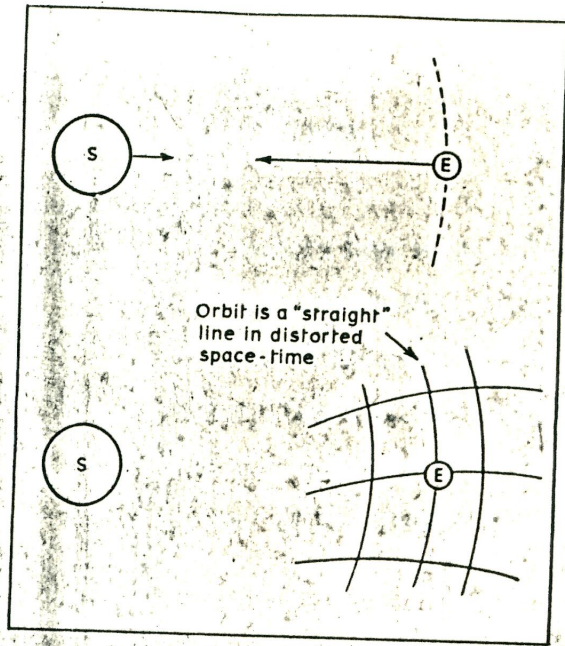 S
E
Orbit is a "straight"
line in distorted
space-time
S
E